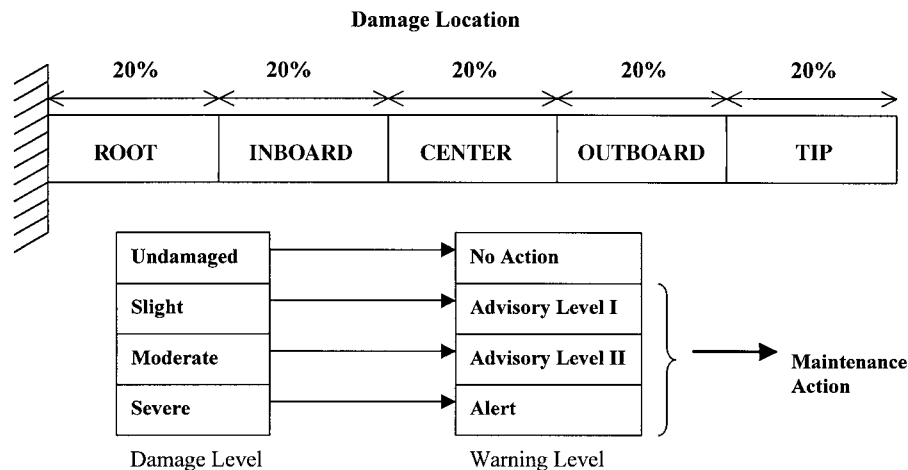 Damage Location
20% 20% 20% 20% 20%
ROOT INBOARD CENTER OUTBOARD TIP
Undamaged No Action
Slight Advisory Level I
Moderate Advisory Level II
Maintenance
Action
Severe Alert
Damage Level Warning Level